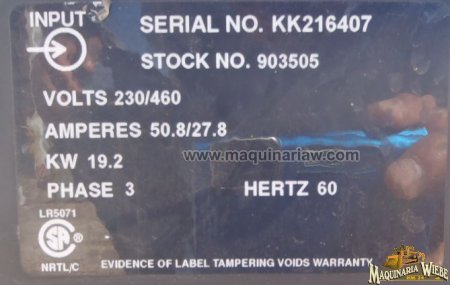 INPUT
SERIAL NO. KK216407
STOCK NO. 903505
VOLTS 230/460
AMPERES 50.8/27.8
www.maquinariaw.com
KW 19.2
PHASE 3 HERTZ 60
LR5071
SA
NRTL/C
EVIDENCE OF LABEL TAMPERING VOIDS WARRANTY
MAQUINARIA WIEBE